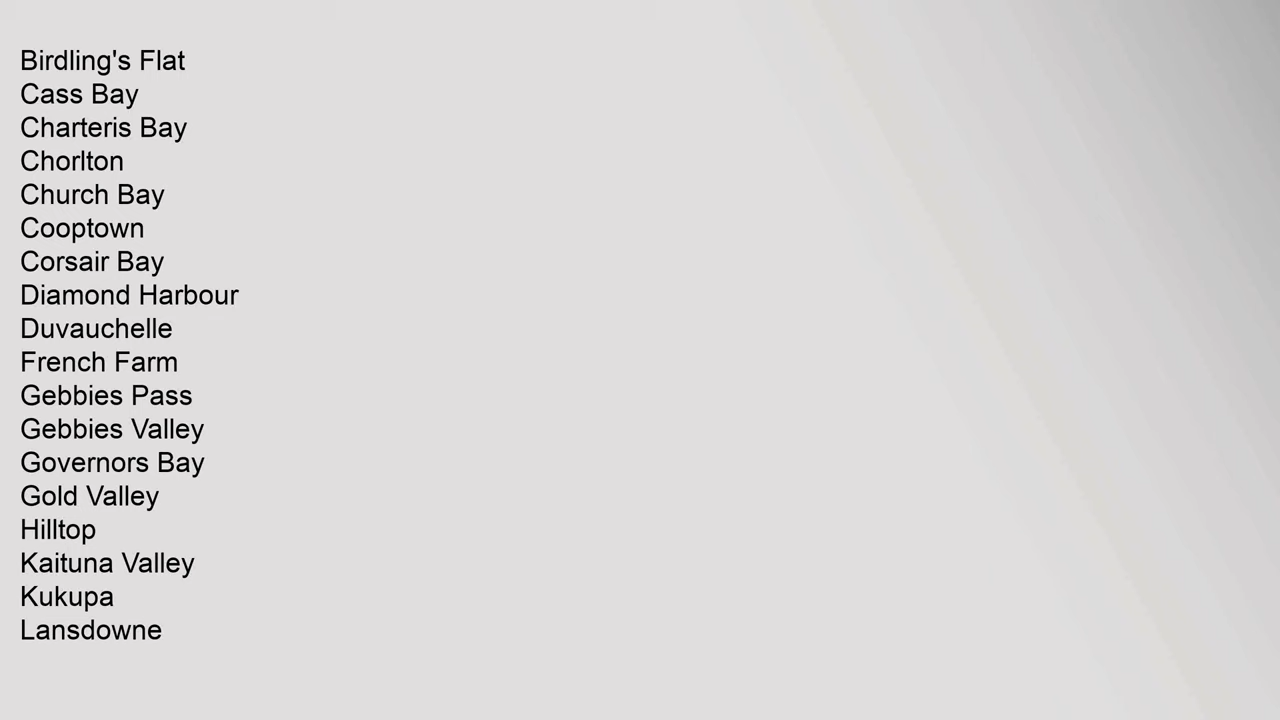 Birdling's Flat
Cass Bay
Charteris Bay
Chorlton
Church Bay
Cooptown
Corsair Bay
Diamond Harbour
Duvauchelle
French Farm
Gebbies Pass
Gebbies Valley
Governors Bay
Gold Valley
Hilltop
Kaituna Valley
Kukupa
Lansdowne